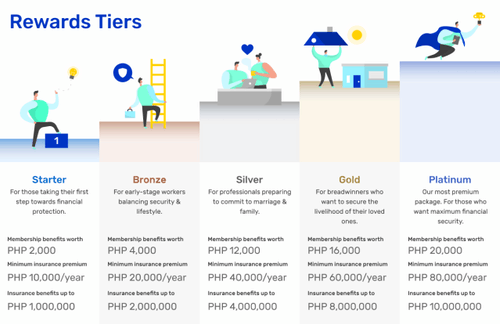 Rewards Tiers
1
Starter
For those taking their first
step towards financial
protection.
Membership benefits worth
PHP 2,000
Minimum insurance premium
PHP 10,000/year
Insurance benefits up to
PHP 1,000,000
Bronze
For early-stage workers
balancing security &
lifestyle.
Membership benefits worth
PHP 4,000
Minimum insurance premium
PHP 20,000/year
Insurance benefits up to
PHP 2,000,000
Silver
For professionals preparing
to commit to marriage &
family.
Membership benefits worth
PHP 12,000
Minimum insurance premium
PHP 40,000/year
Insurance benefits up to
PHP 4,000,000
Gold
For breadwinners who
want to secure the
livelihood of their loved
ones.
Membership benefits worth
PHP 16,000
Minimum insurance premium
PHP 60,000/year
Insurance benefits up to
PHP 8,000,000
Platinum
Our most premium
package. For those who
want maximum financial
security.
Membership benefits worth
PHP 20,000
Minimum insurance premium
PHP 80,000/year
Insurance benefits up to
PHP 10,000,000